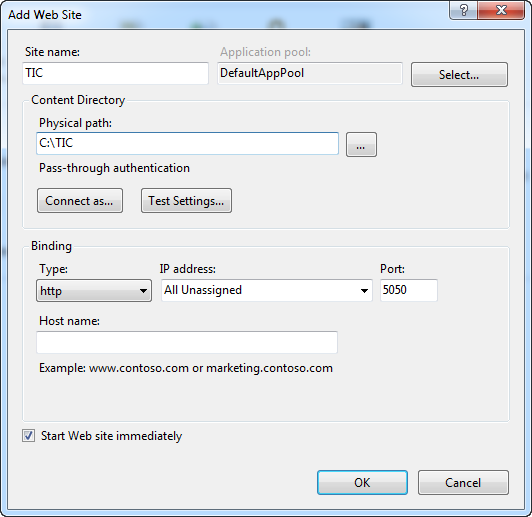 Add Web Site
Site name:
Application pool:
TIC
DefaultAppPool
Select...
Content Directory
Physical path:
C:\TIC
...
Pass-through authentication
Connect as...
Test Settings...
Binding
Type:
IP address:
Port:
http
All Unassigned
5050
Host name:
Example: www.contoso.com or marketing.contoso.com
Start Web site immediately
OK
Cancel